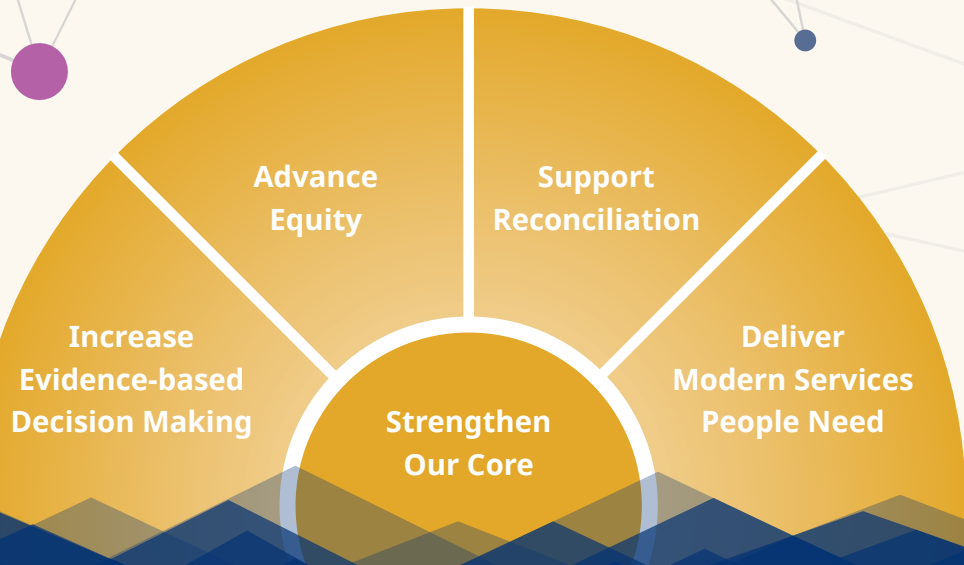 Advance
Equity
Support
Reconciliation
Increase
Evidence-based
Decision Making
Deliver
Modern Services
People Need
Strengthen
Our Core